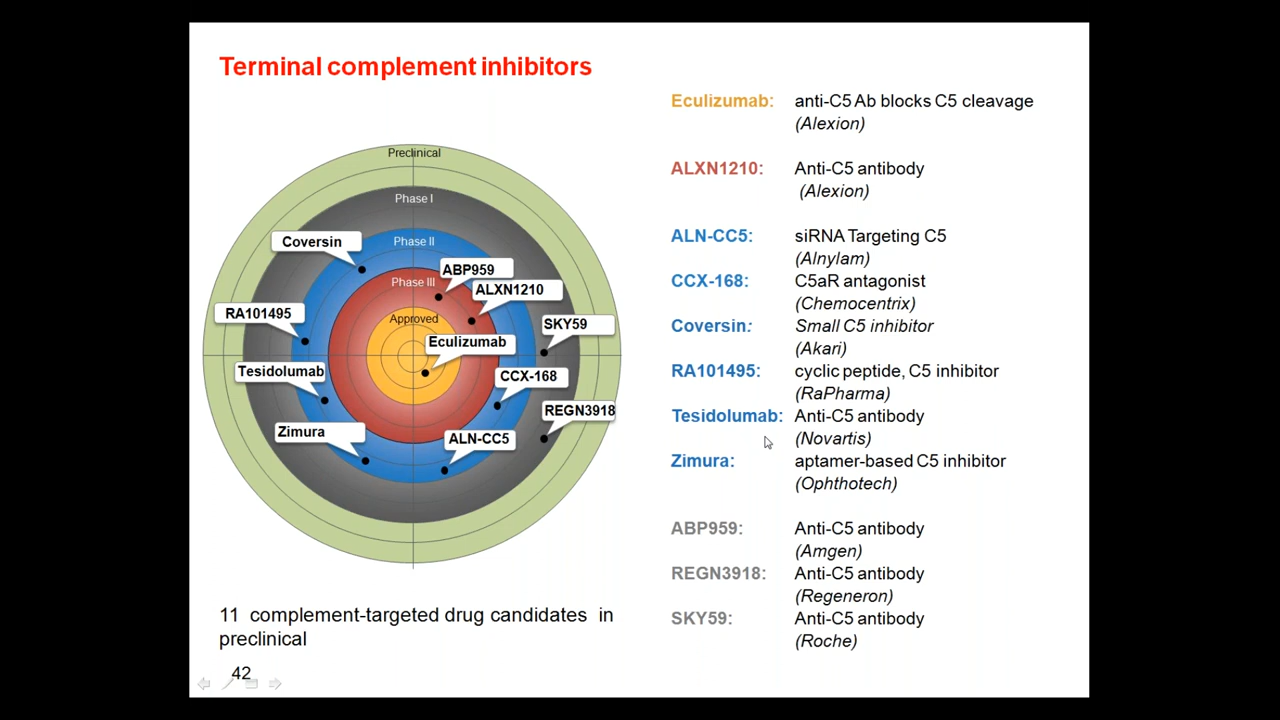 Terminal complement inhibitors
Preclinical
Phase I
Phase II
Phase III
Approved
Coversin
ABP959
ALXN1210
RA101495
SKY59
Eculizumab
Tesidolumab
CCX-168
REGN3918
Zimura
ALN-CC5
11 complement-targeted drug candidates in
preclinical
42
Eculizumab: anti-C5 Ab blocks C5 cleavage
(Alexion)
ALXN1210: Anti-C5 antibody
(Alexion)
ALN-CC5: siRNA Targeting C5
(Alnylam)
CCX-168: C5aR antagonist
(Chemocentrix)
Coversin: Small C5 inhibitor
(Akari)
RA101495: cyclic peptide, C5 inhibitor
(RaPharma)
Tesidolumab: Anti-C5 antibody
(Novartis)
Zimura: aptamer-based C5 inhibitor
(Ophthotech)
ABP959: Anti-C5 antibody
(Amgen)
REGN3918: Anti-C5 antibody
(Regeneron)
SKY59: Anti-C5 antibody
(Roche)